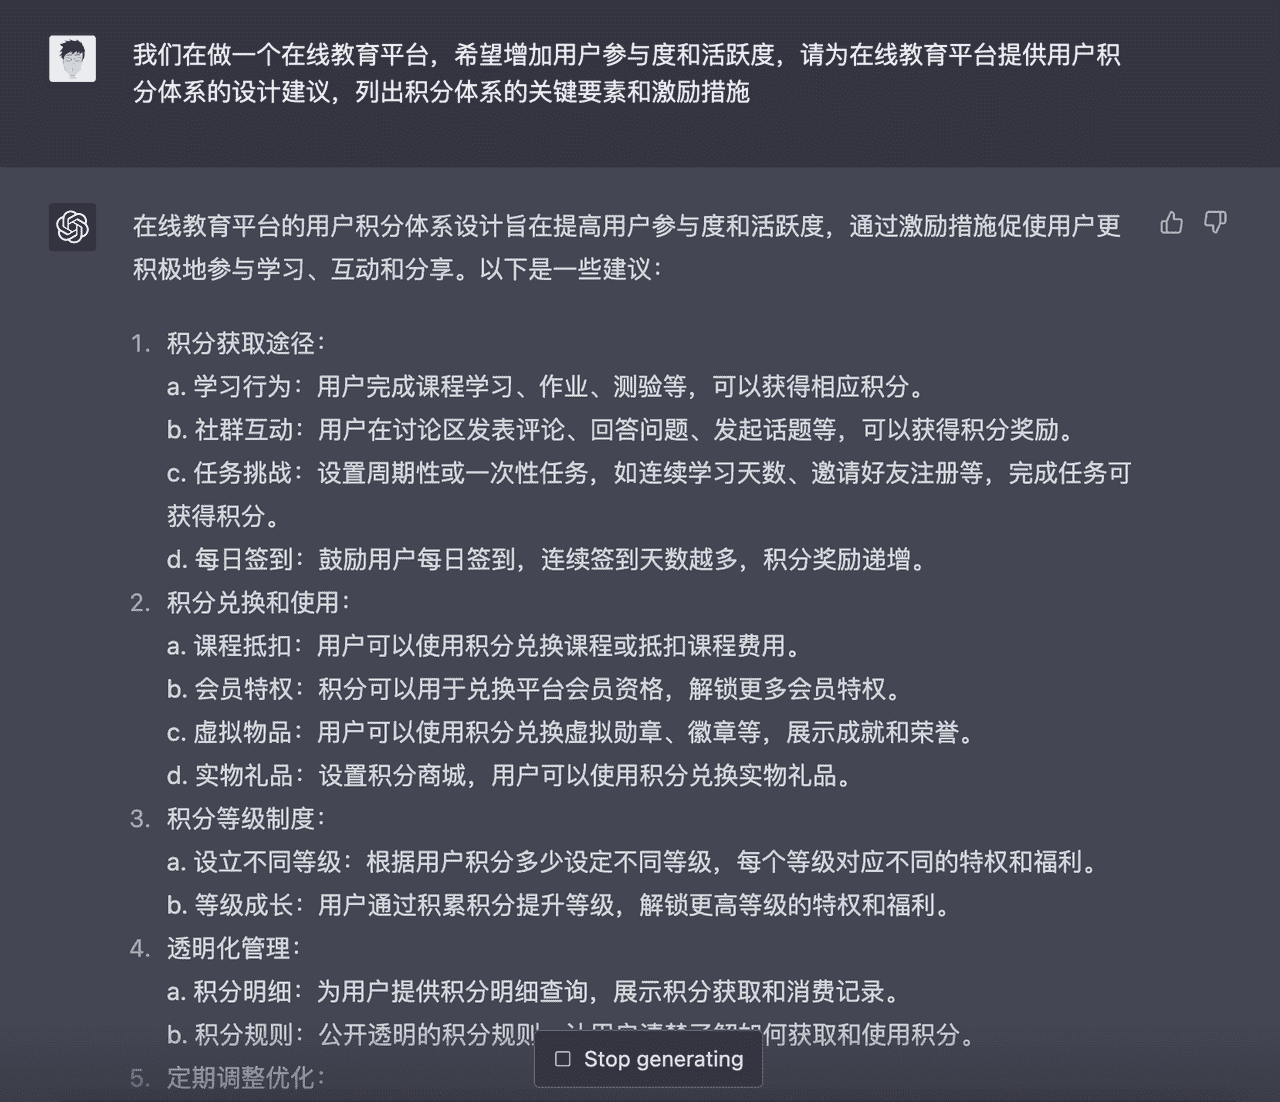 我们在做一个在线教育平台，希望增加用户参与度和活跃度，请为在线教育平台提供用户积
分体系的设计建议，列出积分体系的关键要素和激励措施
在线教育平台的用户积分体系设计旨在提高用户参与度和活跃度，通过激励措施促使用户更
积极地参与学习、互动和分享。以下是一些建议：
1. 积分获取途径：
a. 学习行为：用户完成课程学习、作业、测验等，可以获得相应积分。
b. 社群互动：用户在讨论区发表评论、回答问题、发起话题等，可以获得积分奖励。
c. 任务挑战：设置周期性或一次性任务，如连续学习天数、邀请好友注册等，完成任务可
获得积分。
d. 每日签到：鼓励用户每日签到，连续签到天数越多，积分奖励递增。
2. 积分兑换和使用：
a. 课程抵扣：用户可以使用积分兑换课程或抵扣课程费用。
b. 会员特权：积分可以用于兑换平台会员资格，解锁更多会员特权。
c. 虚拟物品：用户可以使用积分兑换虚拟勋章、徽章等，展示成就和荣誉。
d. 实物礼品：设置积分商城，用户可以使用积分兑换实物礼品。
3. 积分等级制度：
a. 设立不同等级：根据用户积分多少设定不同等级，每个等级对应不同的特权和福利。
b. 等级成长：用户通过积累积分提升等级，解锁更高等级的特权和福利。
4. 透明化管理：
a. 积分明细：为用户提供积分明细查询，展示积分获取和消费记录。
b. 积分规则：公开透明的积分规则，让用户清楚了解如何获取和使用积分。
Stop generating
5. 定期调整优化：